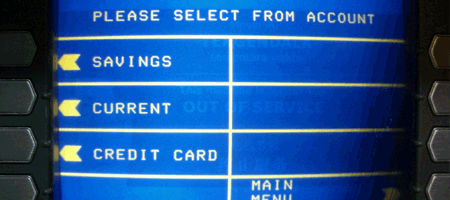 PLEASE SELECT FROM ACCOUNT
SAVINGS
CURRENT
CREDIT CARD
MAIN
MENU